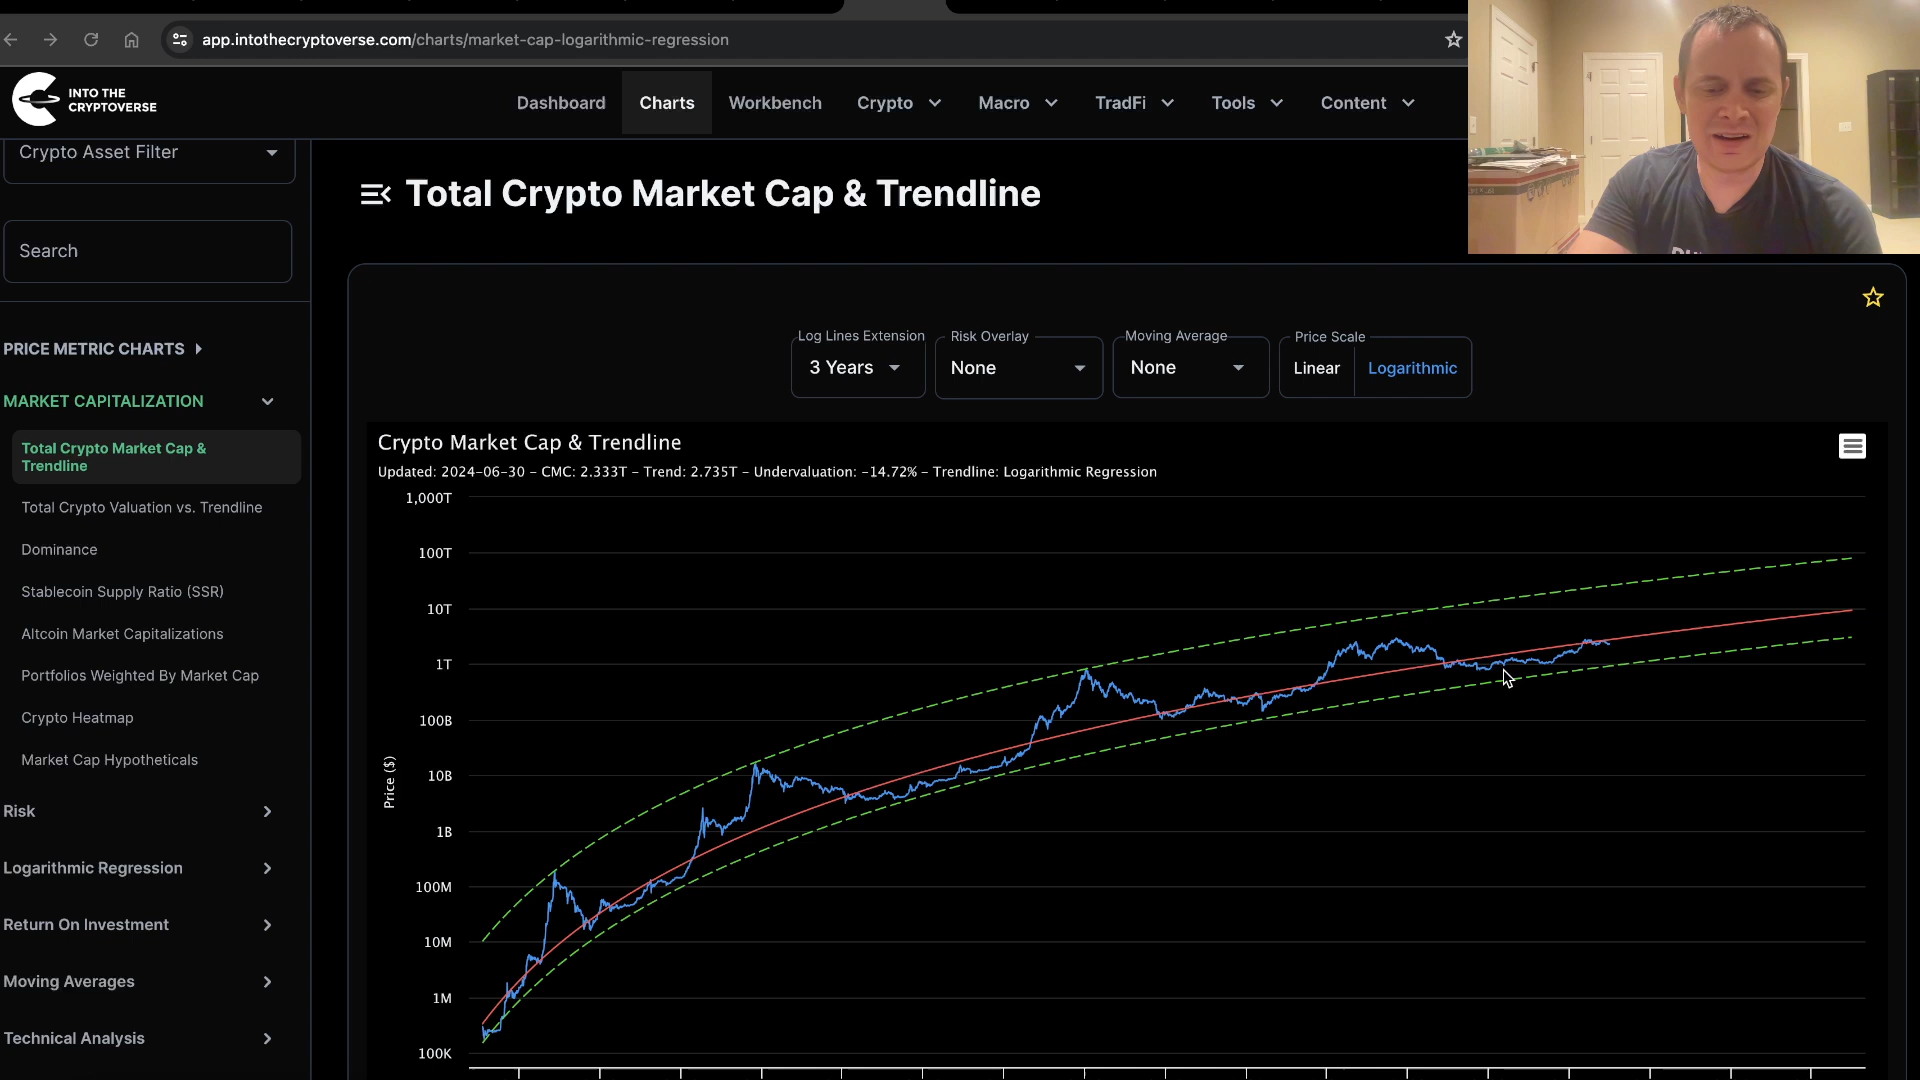 app.intothecryptoverse.com/charts/market-cap-logarithmic-regression
INTO THE
CRYPTOVERSE
Dashboard
Charts
Workbench
Crypto
Macro
TradFi
Tools
Content
Crypto Asset Filter
Search
PRICE METRIC CHARTS
MARKET CAPITALIZATION
Total Crypto Market Cap &
Trendline
Total Crypto Valuation vs. Trendline
Dominance
Stablecoin Supply Ratio (SSR)
Altcoin Market Capitalizations
Portfolios Weighted By Market Cap
Crypto Heatmap
Market Cap Hypotheticals
Risk
Logarithmic Regression
Return On Investment
Moving Averages
Technical Analysis
Total Crypto Market Cap & Trendline
Log Lines Extension
3 Years
Risk Overlay
None
Moving Average
None
Price Scale
Linear
Logarithmic
Crypto Market Cap & Trendline
Updated: 2024-06-30 – CMC: 2.333T – Trend: 2.735T – Undervaluation: -14.72% – Trendline: Logarithmic Regression
1,000T
100T
10T
1T
100B
10B
1B
100M
10M
1M
100K
Price ($)